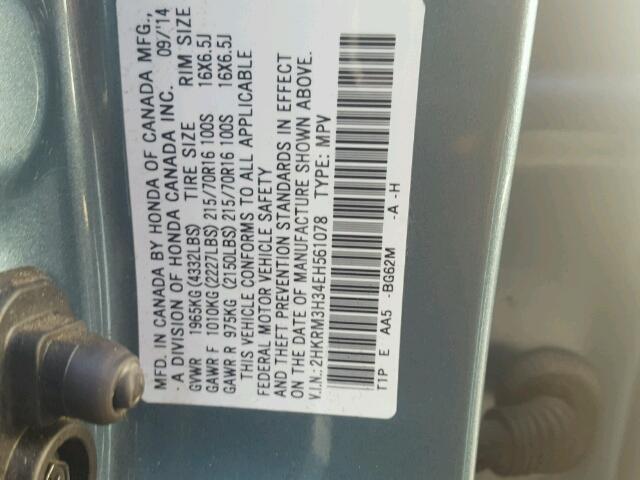 MFD. IN CANADA BY HONDA OF CANADA MFG.,
A DIVISION OF HONDA CANADA INC. 09/'14
GVWR 1965KG(4332LBS) TIRE SIZE RIM SIZE
GAWR F 1010KG(2227LBS) 215/70R16 100S 16X6.5J
GAWR R 975KG (2150LBS) 215/70R16 100S 16X6.5J
THIS VEHICLE CONFORMS TO ALL APPLICABLE
FEDERAL MOTOR VEHICLE SAFETY
AND THEFT PREVENTION STANDARDS IN EFFECT
ON THE DATE OF MANUFACTURE SHOWN ABOVE.
V.I.N.: 2HKRM3H34EH561078 TYPE: MPV
T1P E AA5 -BG62M -A -H